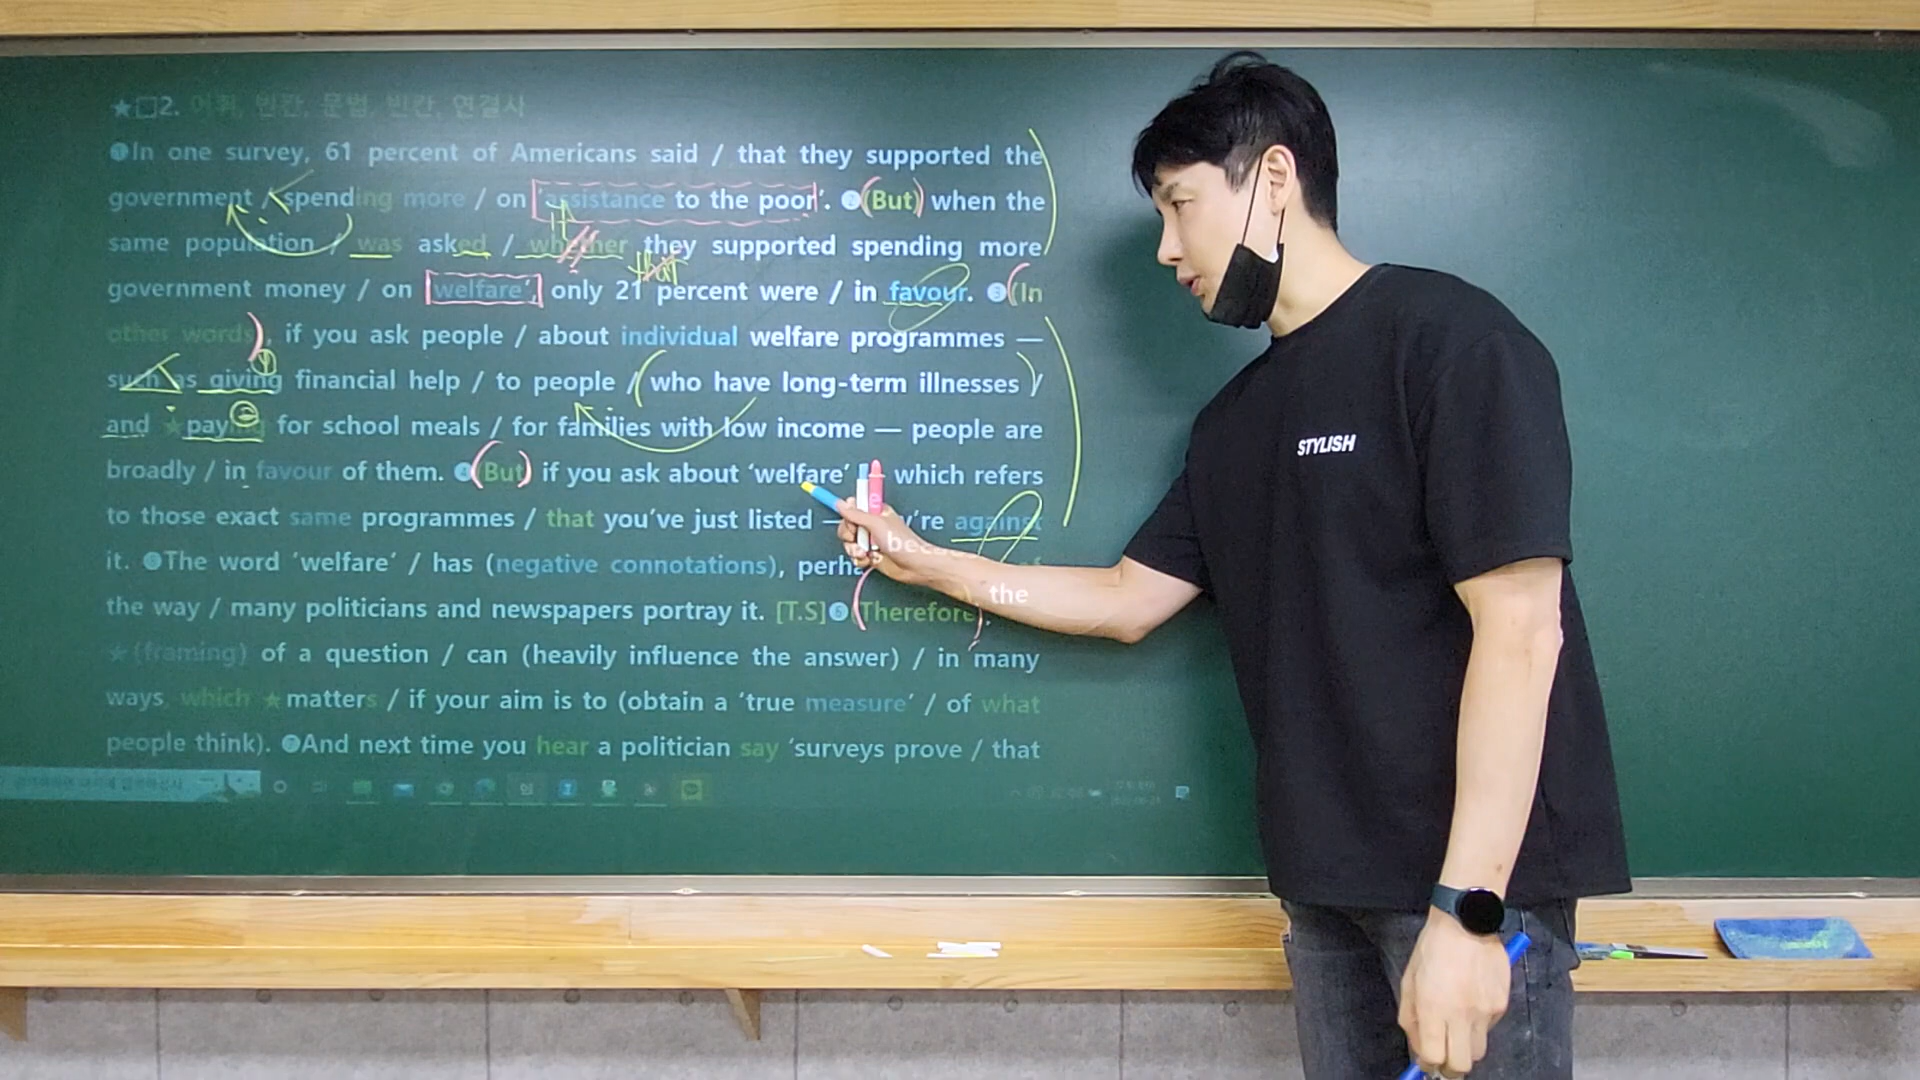 ★□2. 어휘, 빈칸, 문법, 빈칸, 연결사
❶In one survey, 61 percent of Americans said / that they supported the
government / spending more / on 'assistance to the poor'. ❷(But) when the
same population / was asked / whether they supported spending more
if
that
government money / on 'welfare', only 21 percent were / in favour. ❸(In
other words), if you ask people / about individual welfare programmes —
①
such as giving financial help / to people / (who have long-term illnesses) /
②
and ★paying for school meals / for families with low income — people are
broadly / in favour of them. ❹(But) if you ask about ‘welfare’ — which refers
to those exact same programmes / that you’ve just listed — they’re against
it. ❺The word ‘welfare’ / has (negative connotations), perhaps because of
the way / many politicians and newspapers portray it. [T.S]❻(Therefore), the
★(framing) of a question / can (heavily influence the answer) / in many
ways which ★matters / if your aim is to (obtain a ‘true measure’ / of what
people think). ❼And next time you hear a politician say ‘surveys prove / that
STYLISH